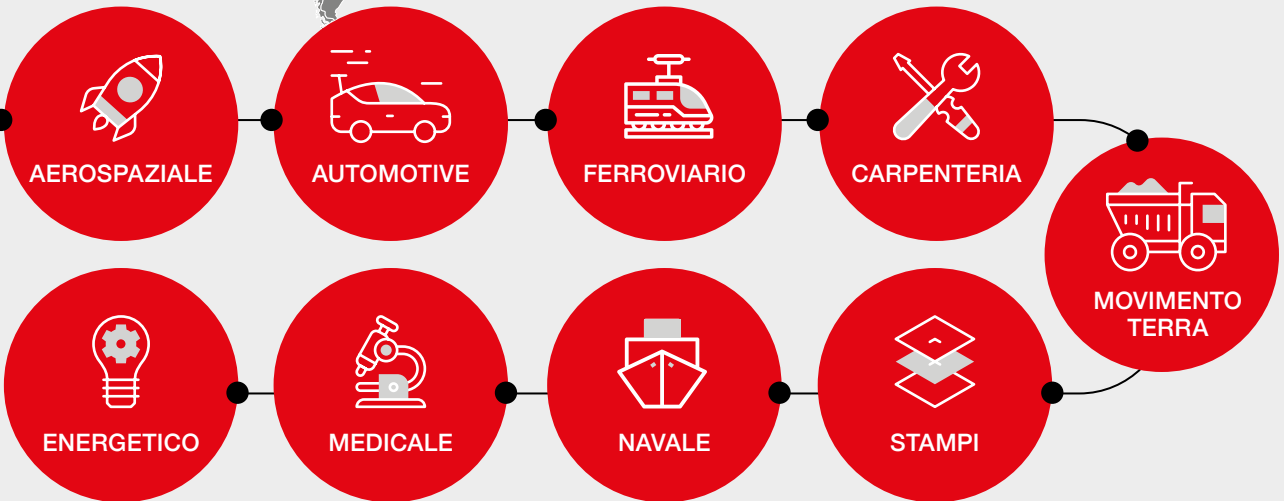 AEROSPAZIALE
AUTOMOTIVE
FERROVIARIO
CARPENTERIA
MOVIMENTO
TERRA
ENERGETICO
MEDICALE
NAVALE
STAMPI